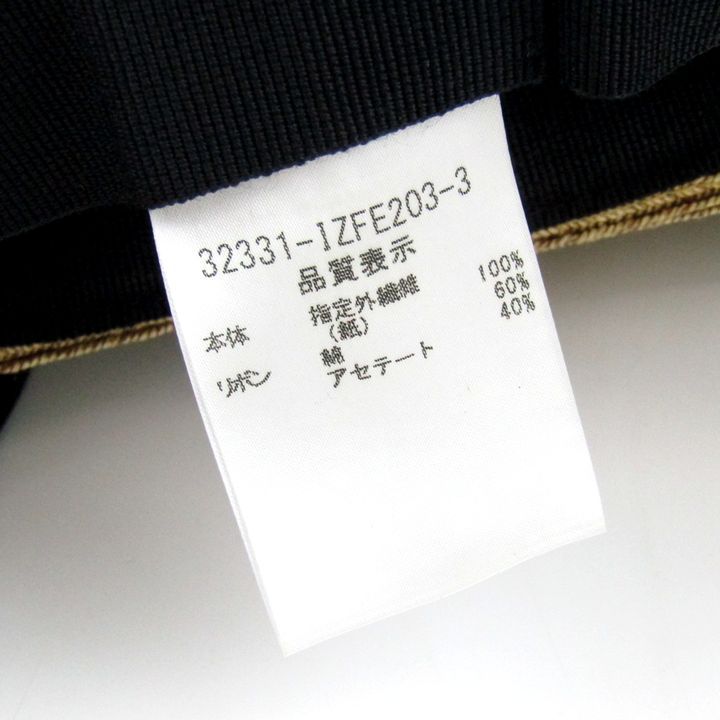 32331-IZFE203-3
品質表示
本体 指定外繊維 100%
(紙) 60%
リボン 綿 40%
アセテート